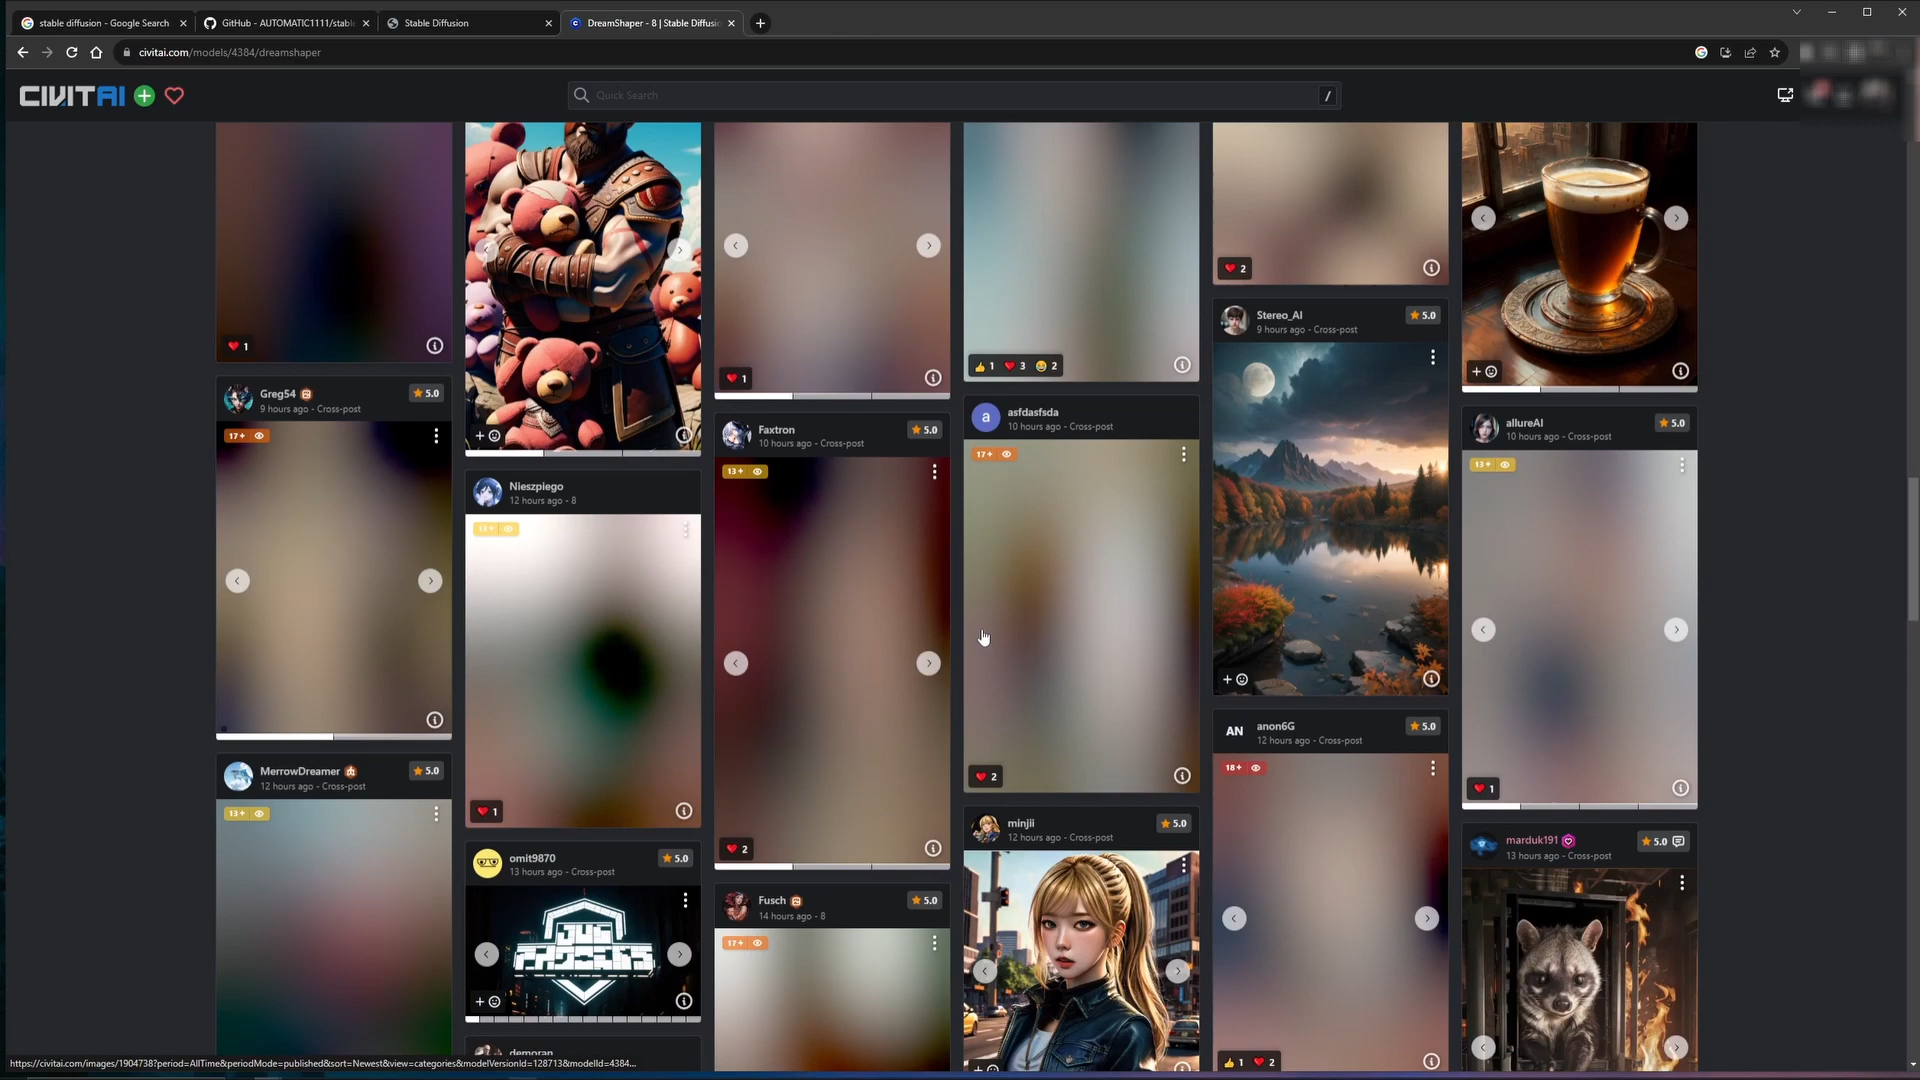 stable diffusion - Google Search
GitHub - AUTOMATIC1111/stabl
Stable Diffusion
DreamShaper - 8 | Stable Diffusio
civitai.com/models/4384/dreamshaper
CIVITAI
Quick Search
/
1
Greg54
9 hours ago - Cross-post
5.0
17+
MerrowDreamer
12 hours ago - Cross-post
5.0
13+
Nieszpiego
12 hours ago - 8
13+
1
omit9870
13 hours ago - Cross-post
5.0
demoran
1
Faxtron
10 hours ago - Cross-post
5.0
13+
2
Fusch
14 hours ago - 8
5.0
17+
1 3 2
a
asfdasfsda
10 hours ago - Cross-post
17+
2
minjii
12 hours ago - Cross-post
5.0
2
Stereo_AI
9 hours ago - Cross-post
5.0
AN
anon6G
12 hours ago - Cross-post
5.0
18+
1 2
allureAI
10 hours ago - Cross-post
5.0
13+
1
marduk191
13 hours ago - Cross-post
5.0
https://civitai.com/images/1904738?period=AllTime&periodMode=published&sort=Newest&view=categories&modelVersionId=128713&modelId=4384...